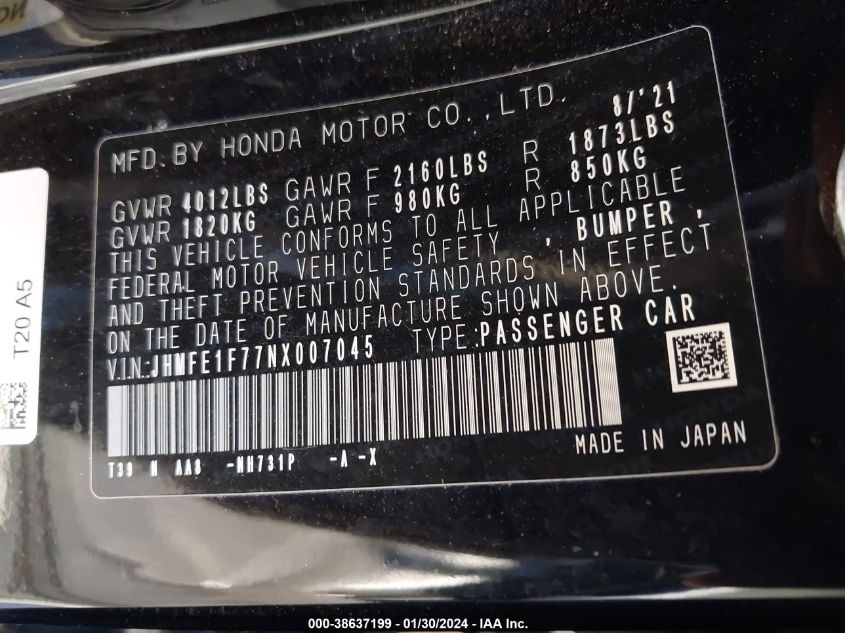 MFD. BY HONDA MOTOR CO., LTD. 8/'21
GVWR 4012LBS GAWR F 2160LBS R 1873LBS
GVWR 1820KG GAWR F 980KG R 850KG
THIS VEHICLE CONFORMS TO ALL APPLICABLE
FEDERAL MOTOR VEHICLE SAFETY , BUMPER ,
AND THEFT PREVENTION STANDARDS IN EFFECT
ON THE DATE OF MANUFACTURE SHOWN ABOVE.
V.I.N.:JHMFE1F77NX007045 TYPE:PASSENGER CAR
MADE IN JAPAN
T39 N AA8 -NH731P -A -X
T20 A5
000-38637199 - 01/30/2024 - IAA Inc.